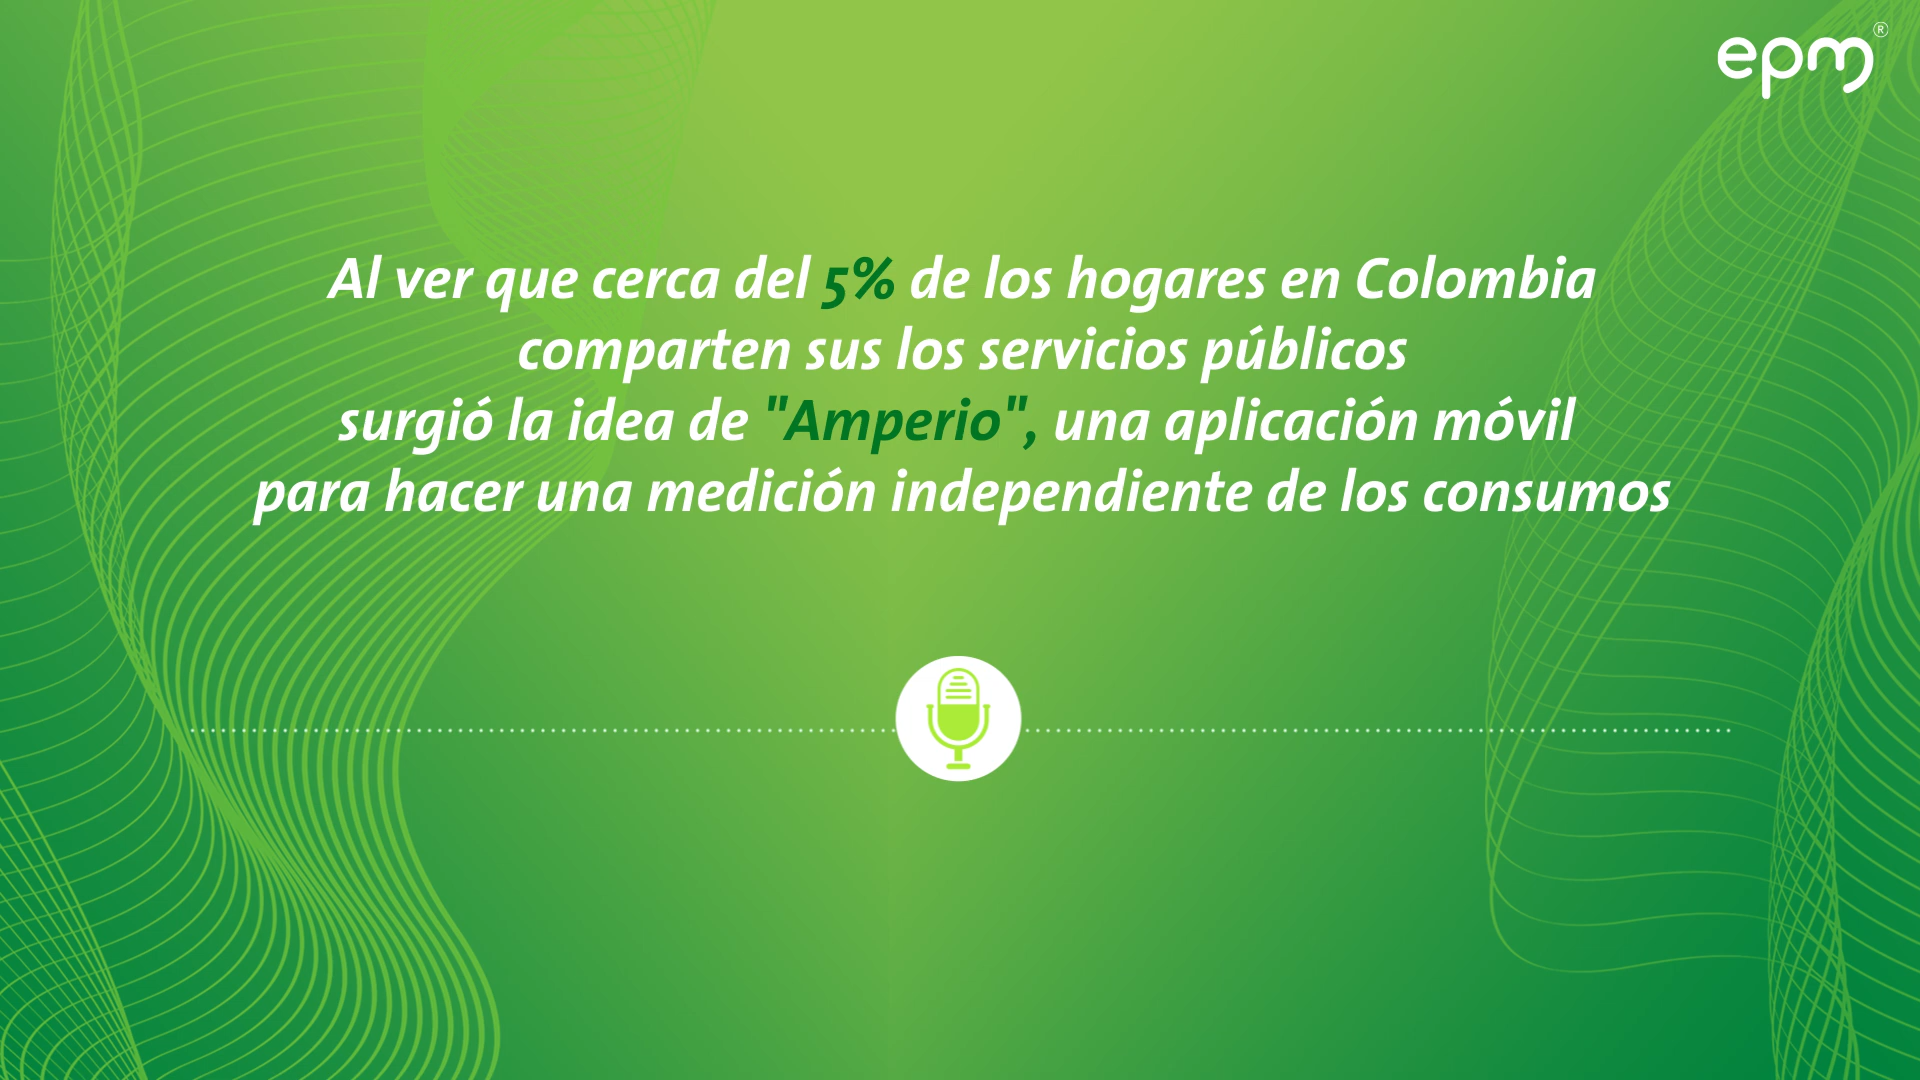 epm®
Al ver que cerca del 5% de los hogares en Colombia
comparten sus los servicios públicos
surgió la idea de "Amperio", una aplicación móvil
para hacer una medición independiente de los consumos